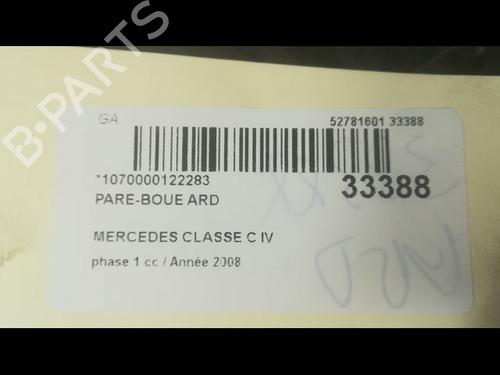 B-PARTS
GA
52781601 33388
*1070000122283
33388
PARE-BOUE ARD
MERCEDES CLASSE C IV
phase 1 cc / Année 2008